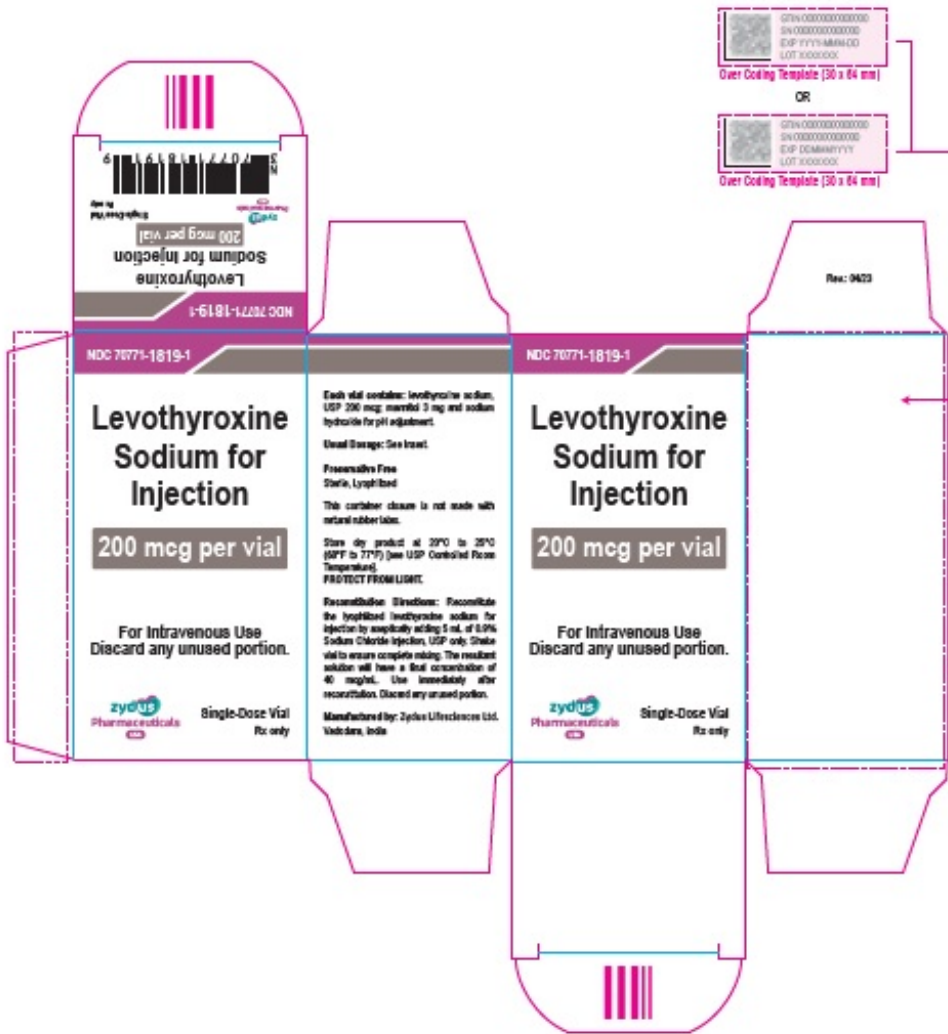 GTIN 00000000000000
SN 00000000000000
EXP YYYY-MMM-DD
LOT XXXXXXX
Over Coding Template (30 x 64 mm)
OR
GTIN 00000000000000
SN 00000000000000
EXP DDMMMYYYY
LOT XXXXXXX
Over Coding Template (30 x 64 mm)
NDC 70771-1819-1
Levothyroxine
Sodium for Injection
200 mcg per vial
zydus
Pharmaceuticals
Single-Dose Vial
Rx only
N
3 70771 18191 9
Rev.: 04/23
NDC 70771-1819-1
Levothyroxine
Sodium for
Injection
200 mcg per vial
For Intravenous Use
Discard any unused portion.
zydus
Pharmaceuticals
USA
Single-Dose Vial
Rx only
Each vial contains: levothyroxine sodium,
USP 200 mcg; mannitol 3 mg and sodium
hydroxide for pH adjustment.
Usual Dosage: See Insert.
Preservative Free
Sterile, Lyophilized
This container closure is not made with
natural rubber latex.
Store dry product at 20°C to 25°C
(68°F to 77°F) [see USP Controlled Room
Temperature].
PROTECT FROM LIGHT.
Reconstitution Directions: Reconstitute
the lyophilized levothyroxine sodium for
injection by aseptically adding 5 mL of 0.9%
Sodium Chloride Injection, USP only. Shake
vial to ensure complete mixing. The resultant
solution will have a final concentration of
40 mcg/mL. Use immediately after
reconstitution. Discard any unused portion.
Manufactured by: Zydus Lifesciences Ltd.
Vadodara, India
NDC 70771-1819-1
Levothyroxine
Sodium for
Injection
200 mcg per vial
For Intravenous Use
Discard any unused portion.
zydus
Pharmaceuticals
USA
Single-Dose Vial
Rx only